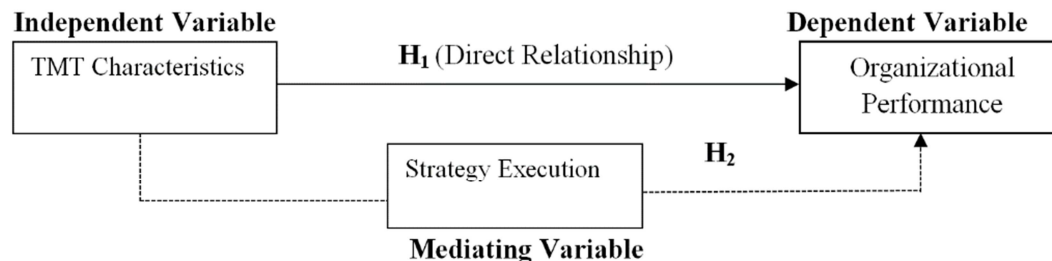 Independent Variable
Dependent Variable
TMT Characteristics
H₁ (Direct Relationship)
Organizational
Performance
Strategy Execution
H₂
Mediating Variable